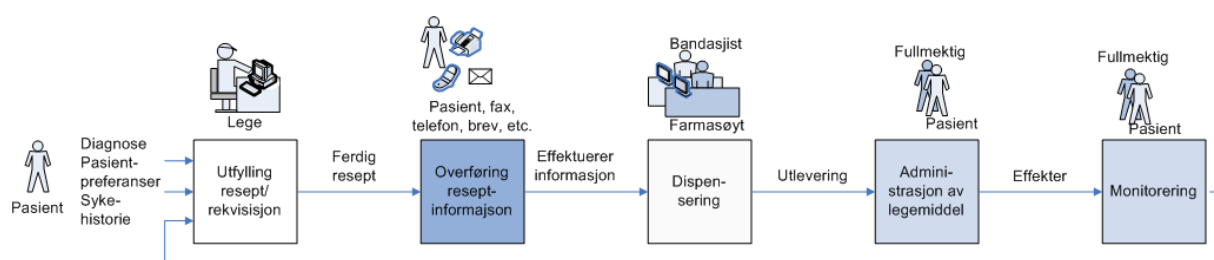 Lege
Pasient, fax,
telefon, brev, etc.
Bandasjist
Farmasøyt
Fullmektig
Pasient
Fullmektig
Pasient
Pasient
Diagnose
Pasient-
preferanser
Syke-
historie
Utfylling
resept/
rekvisisjon
Ferdig
resept
Overføring
resept-
informajson
Effektuerer
informasjon
Dispen-
sering
Utlevering
Admini-
strasjon av
legemiddel
Effekter
Monitorering